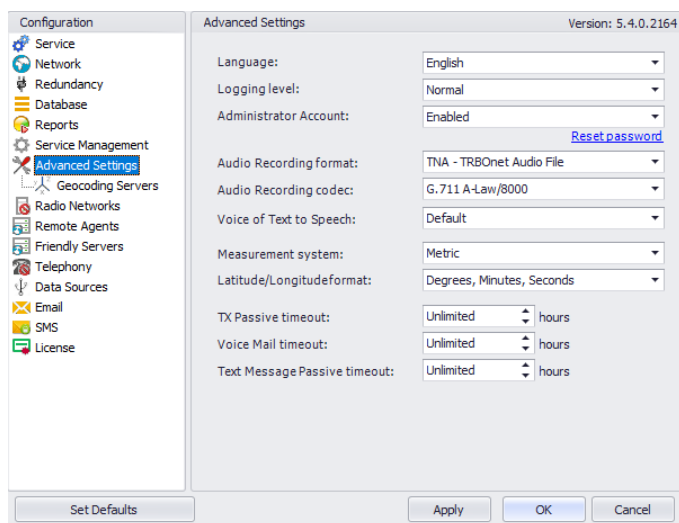 Configuration
Service
Network
Redundancy
Database
Reports
Service Management
Advanced Settings
Geocoding Servers
Radio Networks
Remote Agents
Friendly Servers
Telephony
Data Sources
Email
SMS
License
Advanced Settings Version: 5.4.0.2164
Language: English
Logging level: Normal
Administrator Account: Enabled
Reset password
Audio Recording format: TNA - TRBOnet Audio File
Audio Recording codec: G.711 A-Law/8000
Voice of Text to Speech: Default
Measurement system: Metric
Latitude/Longitudeformat: Degrees, Minutes, Seconds
TX Passive timeout: Unlimited hours
Voice Mail timeout: Unlimited hours
Text Message Passive timeout: Unlimited hours
Set Defaults Apply OK Cancel